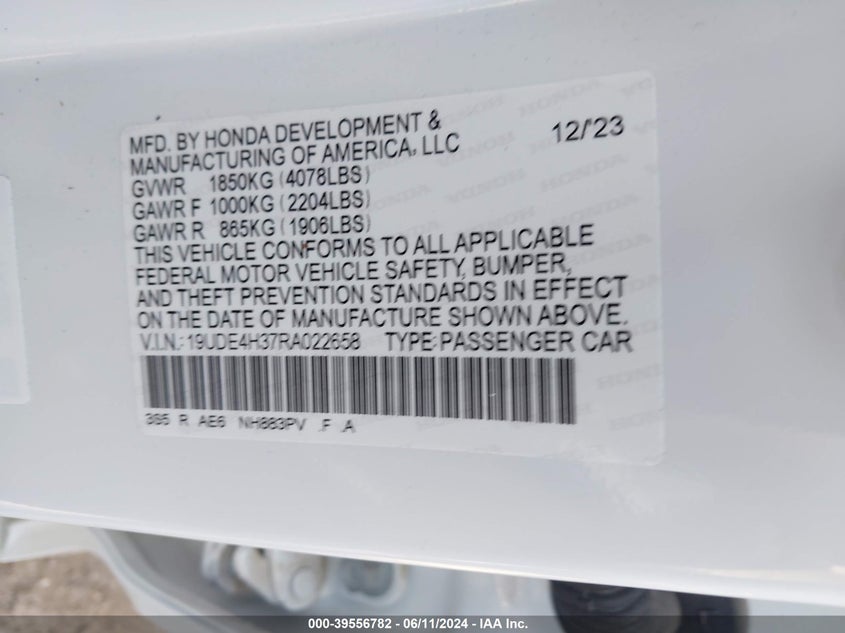 MFD. BY HONDA DEVELOPMENT & 12/23
MANUFACTURING OF AMERICA, LLC
GVWR 1850KG (4078LBS)
GAWR F 1000KG (2204LBS)
GAWR R 865KG (1906LBS)
THIS VEHICLE CONFORMS TO ALL APPLICABLE
FEDERAL MOTOR VEHICLE SAFETY, BUMPER,
AND THEFT PREVENTION STANDARDS IN EFFECT
ON THE DATE OF MANUFACTURE SHOWN ABOVE.
V.I.N.: 19UDE4H37RA022658 TYPE: PASSENGER CAR
3S5 R AE6 NH883PV .F .A
000-39556782 - 06/11/2024 - IAA Inc.